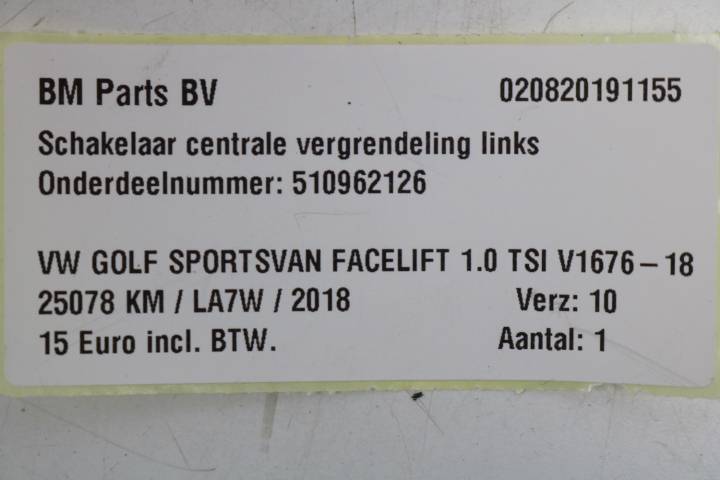 BM Parts BV 020820191155
Schakelaar centrale vergrendeling links
Onderdeelnummer: 510962126
VW GOLF SPORTSVAN FACELIFT 1.0 TSI V1676-18
25078 KM / LA7W / 2018 Verz: 10
15 Euro incl. BTW. Aantal: 1